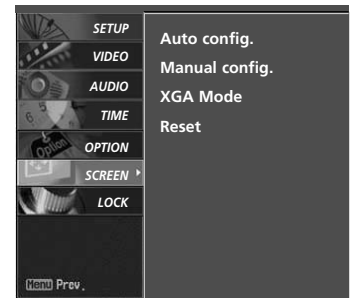 SETUP
VIDEO
AUDIO
TIME
OPTION
SCREEN
LOCK
Menu Prev.
Auto config.
Manual config.
XGA Mode
Reset